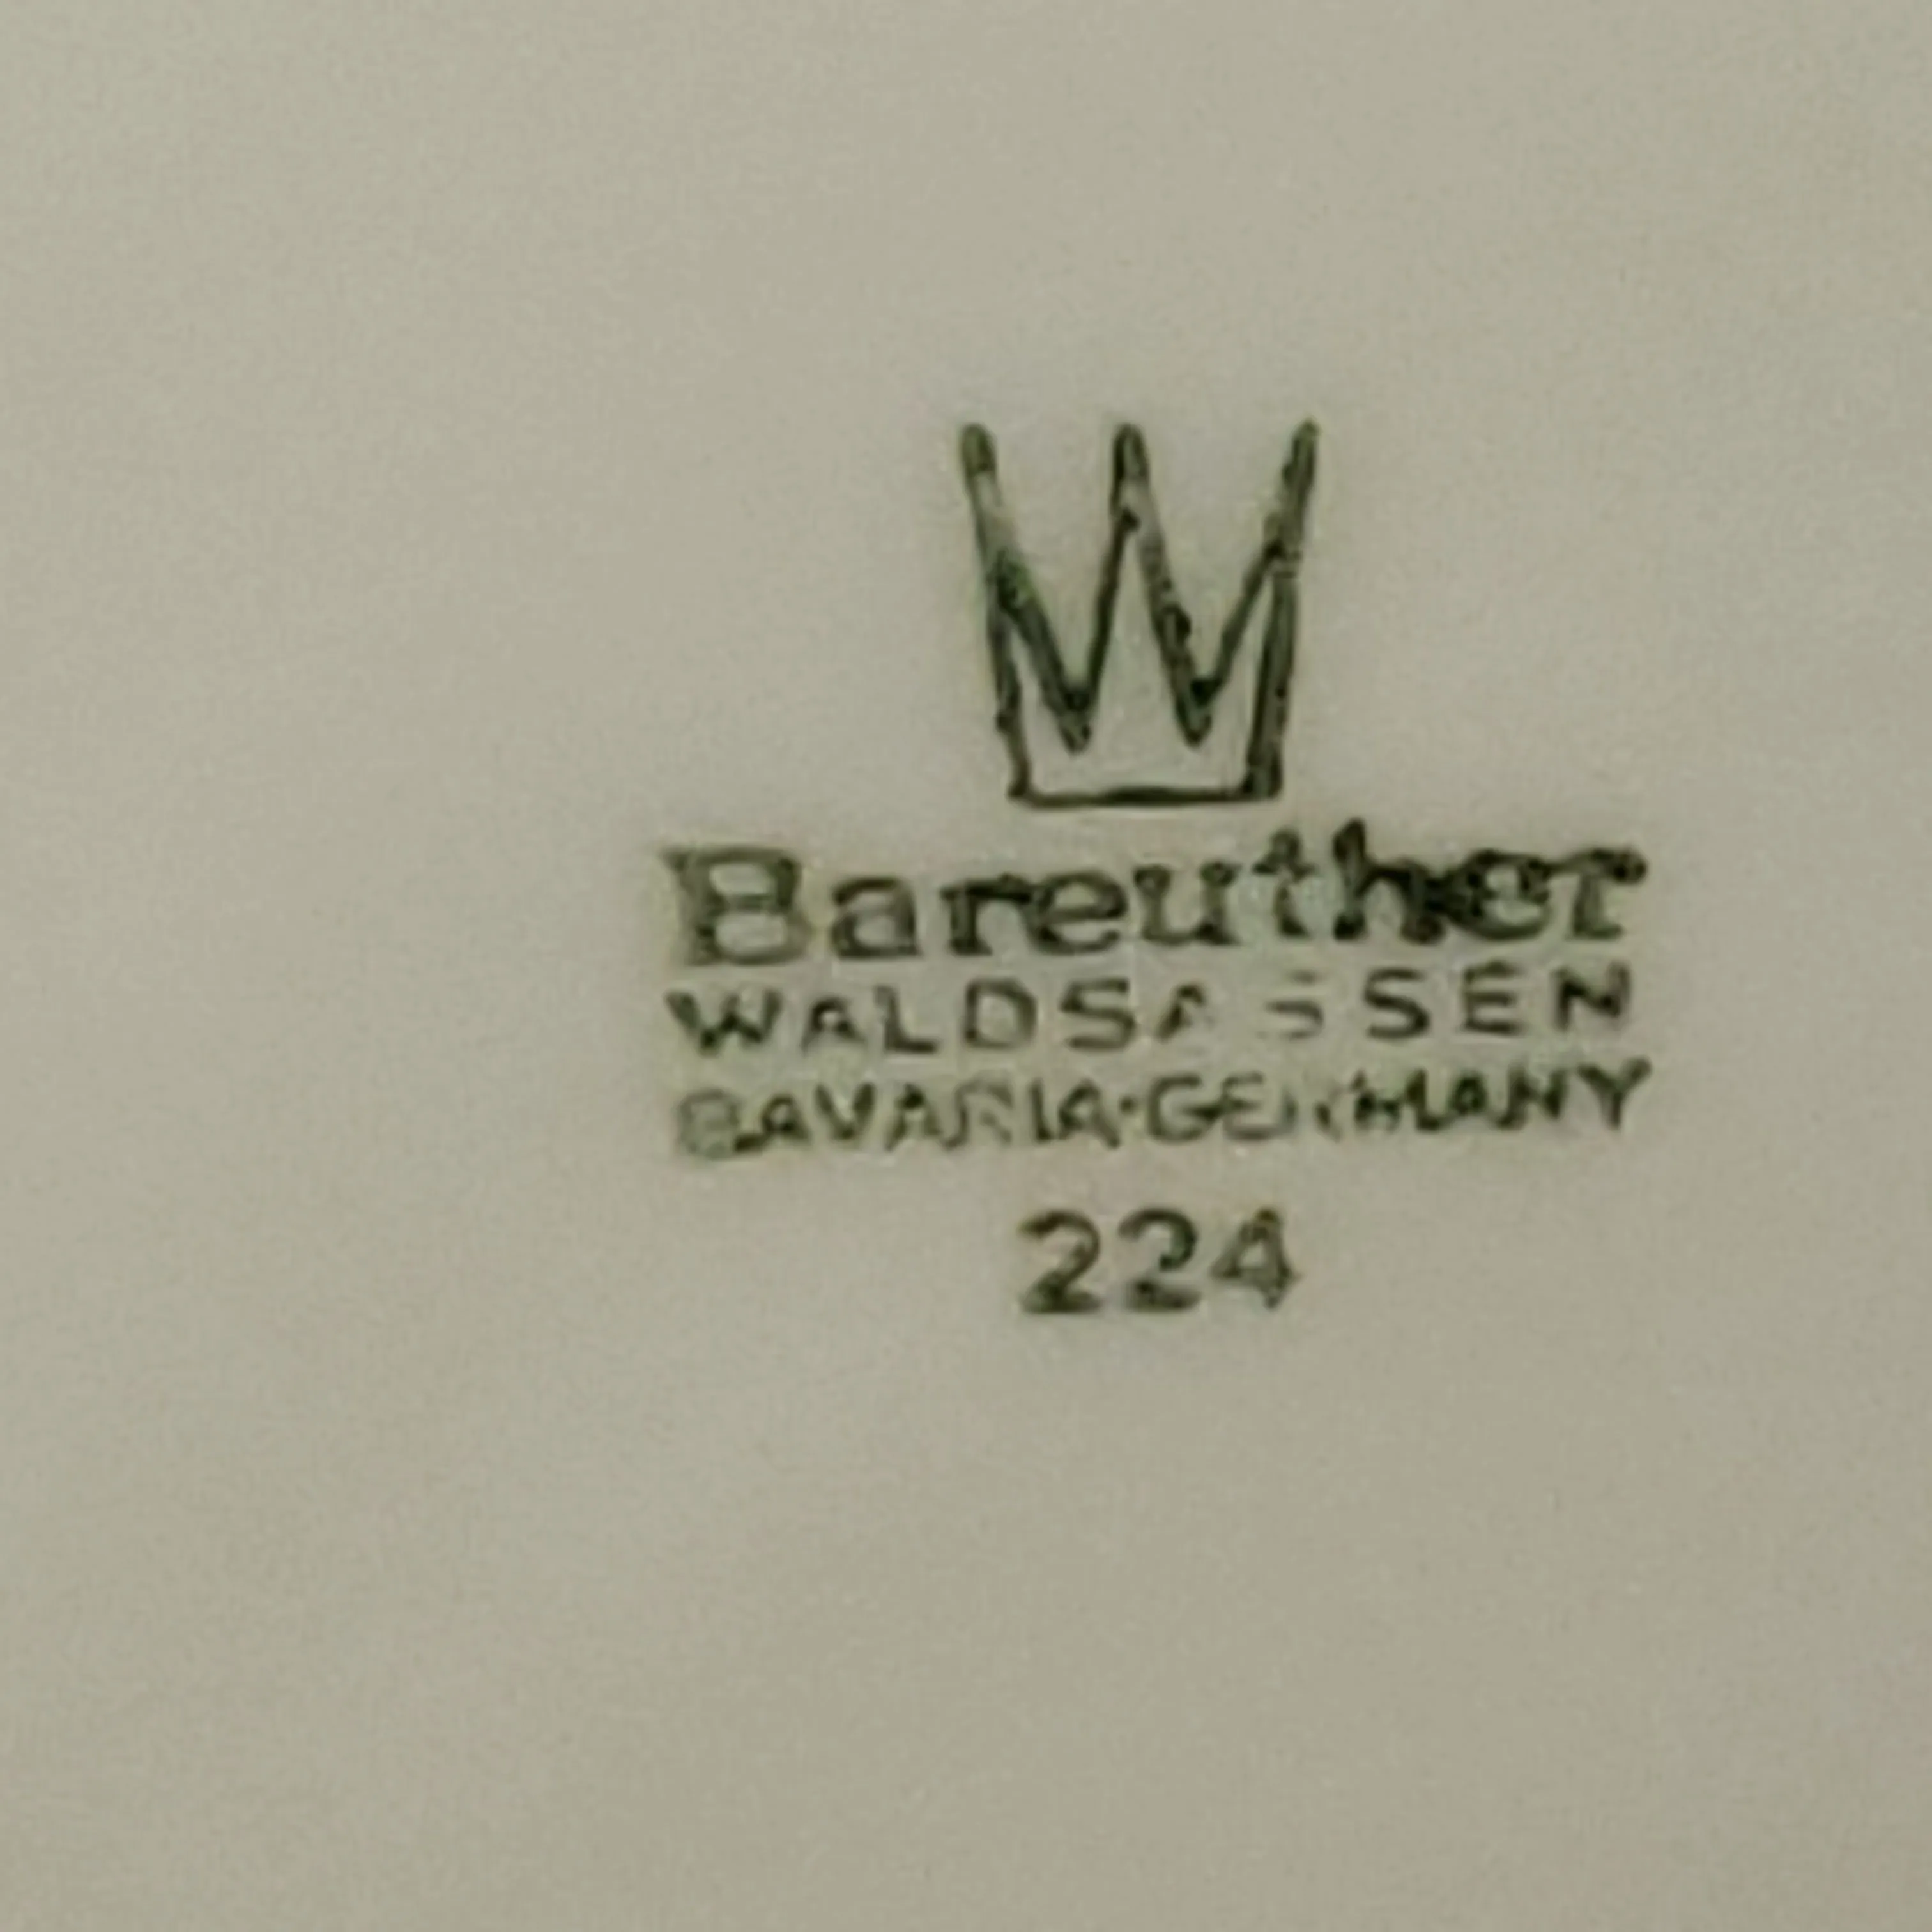 Bareuther
WALDSASSEN
BAVARIA·GERMANY
224